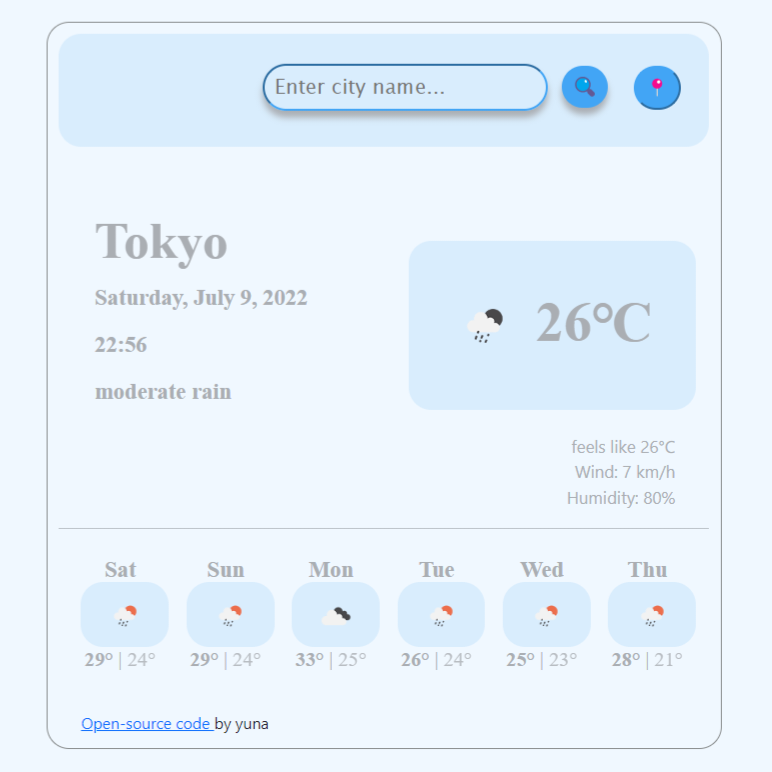 Enter city name...
Tokyo
Saturday, July 9, 2022
22:56
moderate rain
26°C
feels like 26°C
Wind: 7 km/h
Humidity: 80%
Sat Sun Mon Tue Wed Thu
29° | 24° 29° | 24° 33° | 25° 26° | 24° 25° | 23° 28° | 21°
Open-source code by yuna